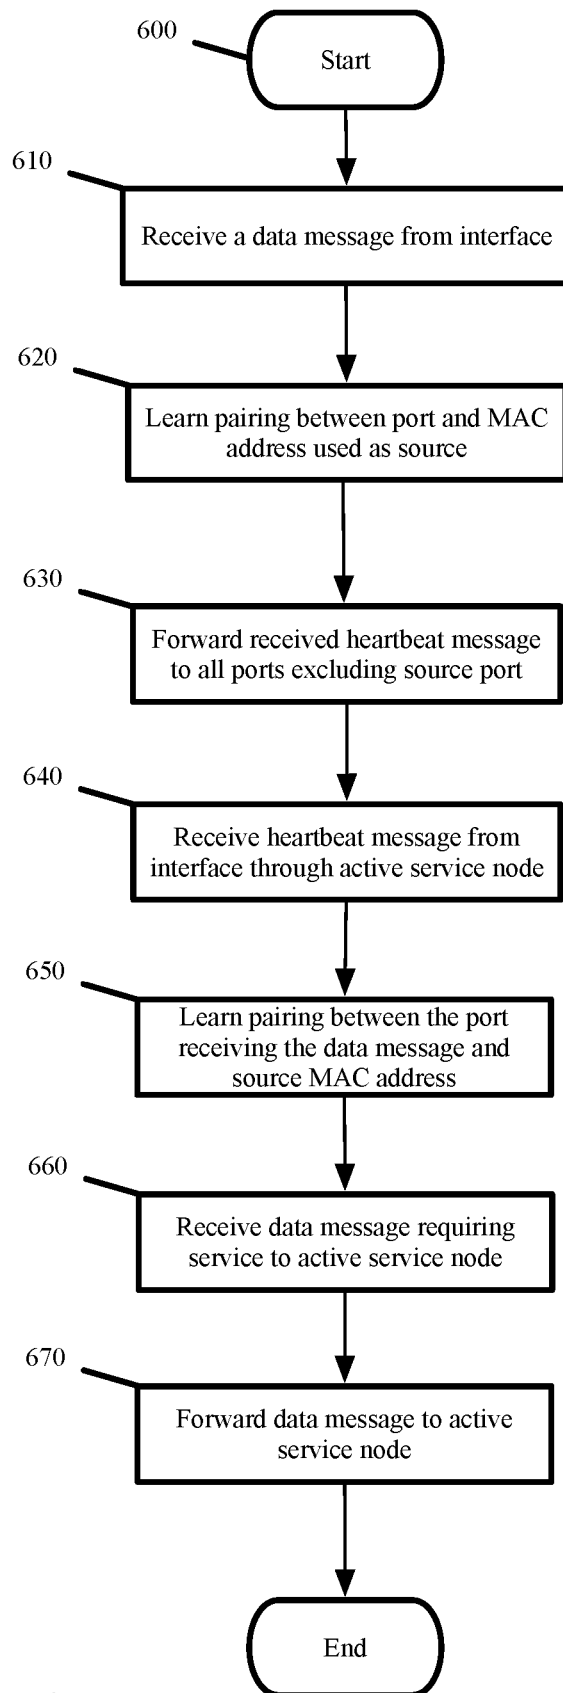 600
Start
610
Receive a data message from interface
620
Learn pairing between port and MAC
address used as source
630
Forward received heartbeat message
to all ports excluding source port
640
Receive heartbeat message from
interface through active service node
650
Learn pairing between the port
receiving the data message and
source MAC address
660
Receive data message requiring
service to active service node
670
Forward data message to active
service node
End